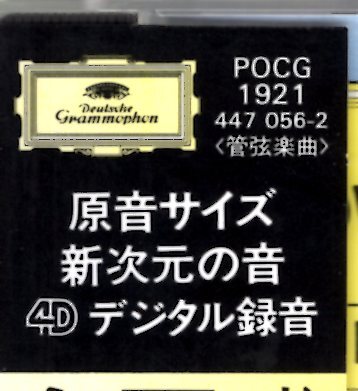 Deutsche
Grammophon
POCG
1921
447 056-2
〈管弦楽曲〉
原音サイズ
新次元の音
4D デジタル録音